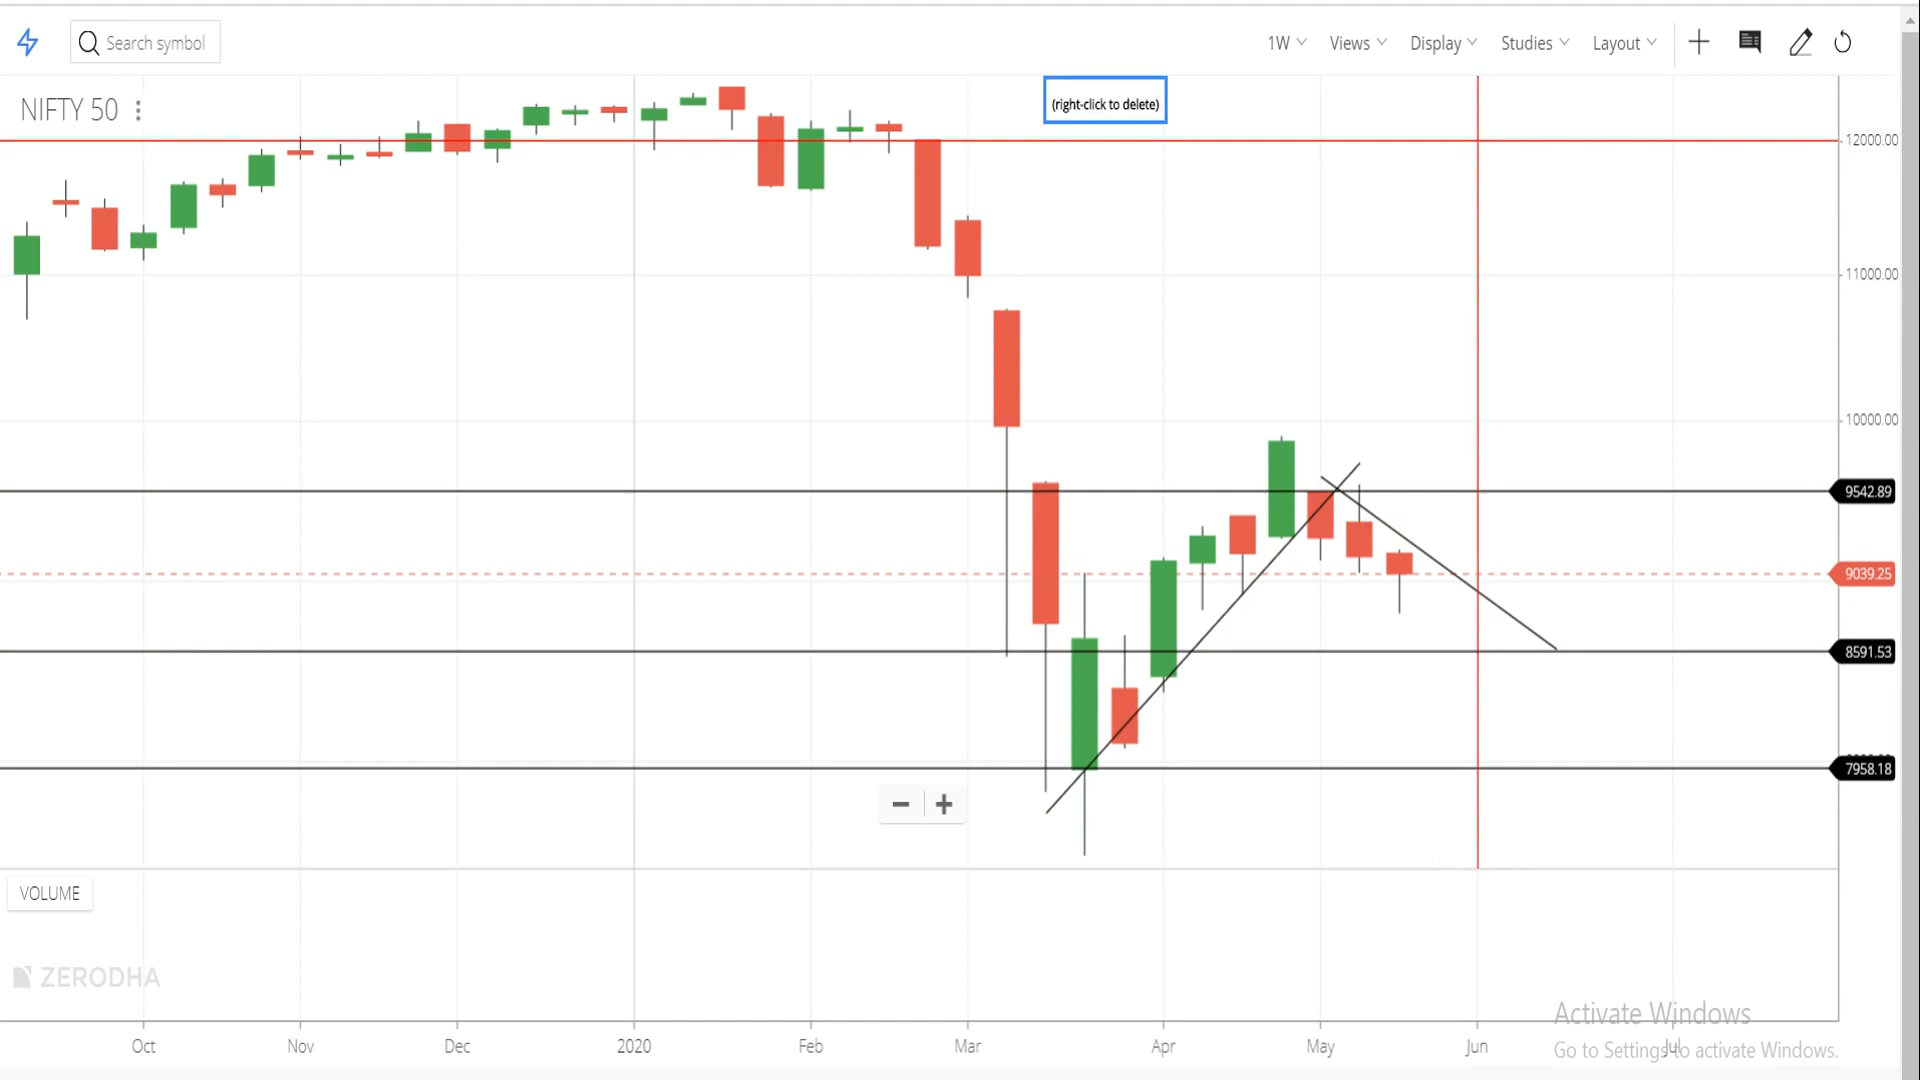 Search symbol
1W Views Display Studies Layout
NIFTY 50
(right-click to delete)
12000.00
11000.00
10000.00
9542.89
9039.25
8591.53
7958.18
VOLUME
ZERODHA
Activate Windows
Go to Settings to activate Windows.
Oct Nov Dec 2020 Feb Mar Apr May Jun Jul